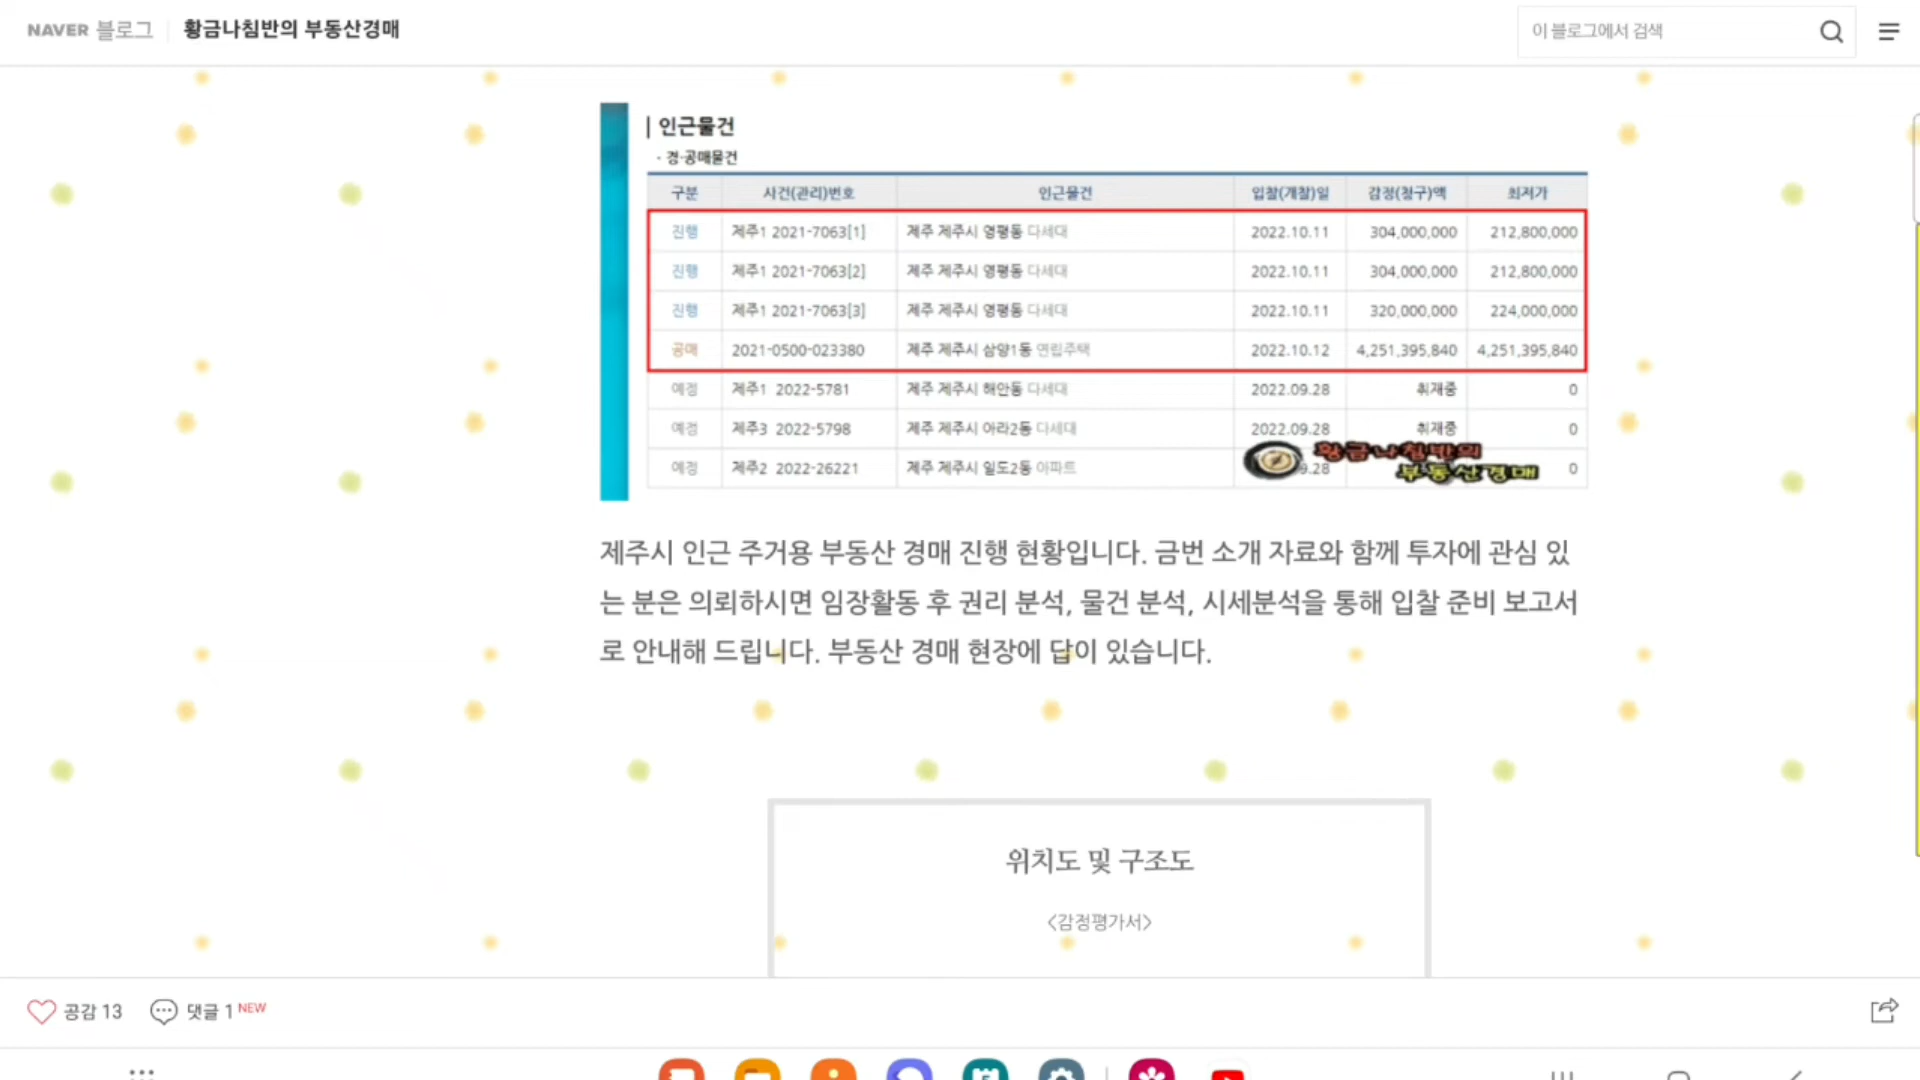 NAVER 블로그 황금나침반의 부동산경매
이 블로그에서 검색
인근물건
· 경·공매물건
구분 사건(관리)번호 인근물건 입찰(개찰)일 감정(청구)액 최저가
진행 제주1 2021-7063[1] 제주 제주시 영평동 다세대 2022.10.11 304,000,000 212,800,000
진행 제주1 2021-7063[2] 제주 제주시 영평동 다세대 2022.10.11 304,000,000 212,800,000
진행 제주1 2021-7063[3] 제주 제주시 영평동 다세대 2022.10.11 320,000,000 224,000,000
공매 2021-0500-023380 제주 제주시 삼양1동 연립주택 2022.10.12 4,251,395,840 4,251,395,840
예정 제주1 2022-5781 제주 제주시 해안동 다세대 2022.09.28 취재중 0
예정 제주3 2022-5798 제주 제주시 아라2동 다세대 2022.09.28 취재중 0
예정 제주2 2022-26221 제주 제주시 일도2동 아파트 9.28 0
황금나침반의
부동산경매
제주시 인근 주거용 부동산 경매 진행 현황입니다. 금번 소개 자료와 함께 투자에 관심 있
는 분은 의뢰하시면 임장활동 후 권리 분석, 물건 분석, 시세분석을 통해 입찰 준비 보고서
로 안내해 드립니다. 부동산 경매 현장에 답이 있습니다.
위치도 및 구조도
<감정평가서>
공감 13 댓글 1 NEW